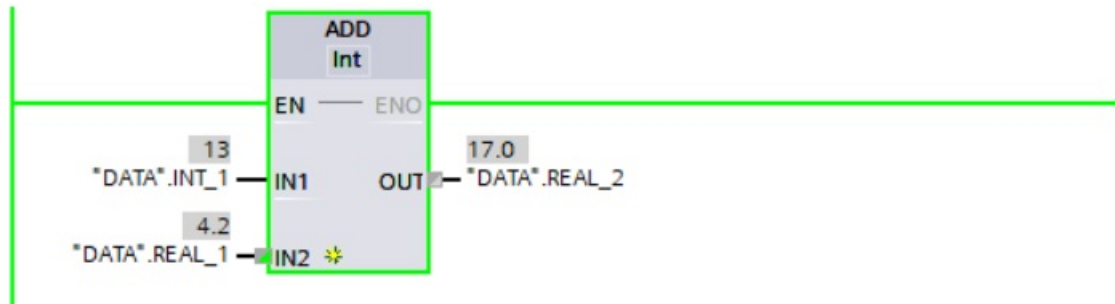 ADD
Int
EN ENO
13 17.0
"DATA".INT_1 IN1 OUT "DATA".REAL_2
4.2
"DATA".REAL_1 IN2